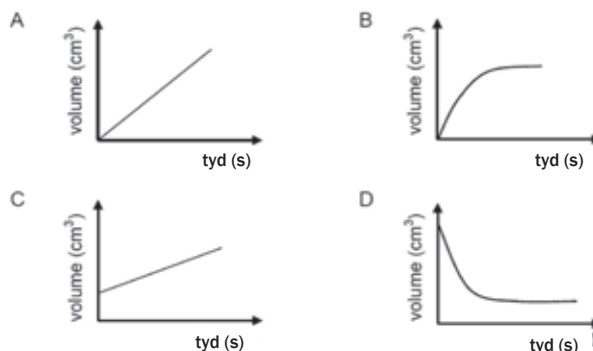 A
volume (cm³)
tyd (s)
B
volume (cm³)
tyd (s)
C
volume (cm³)
tyd (s)
D
volume (cm³)
tyd (s)